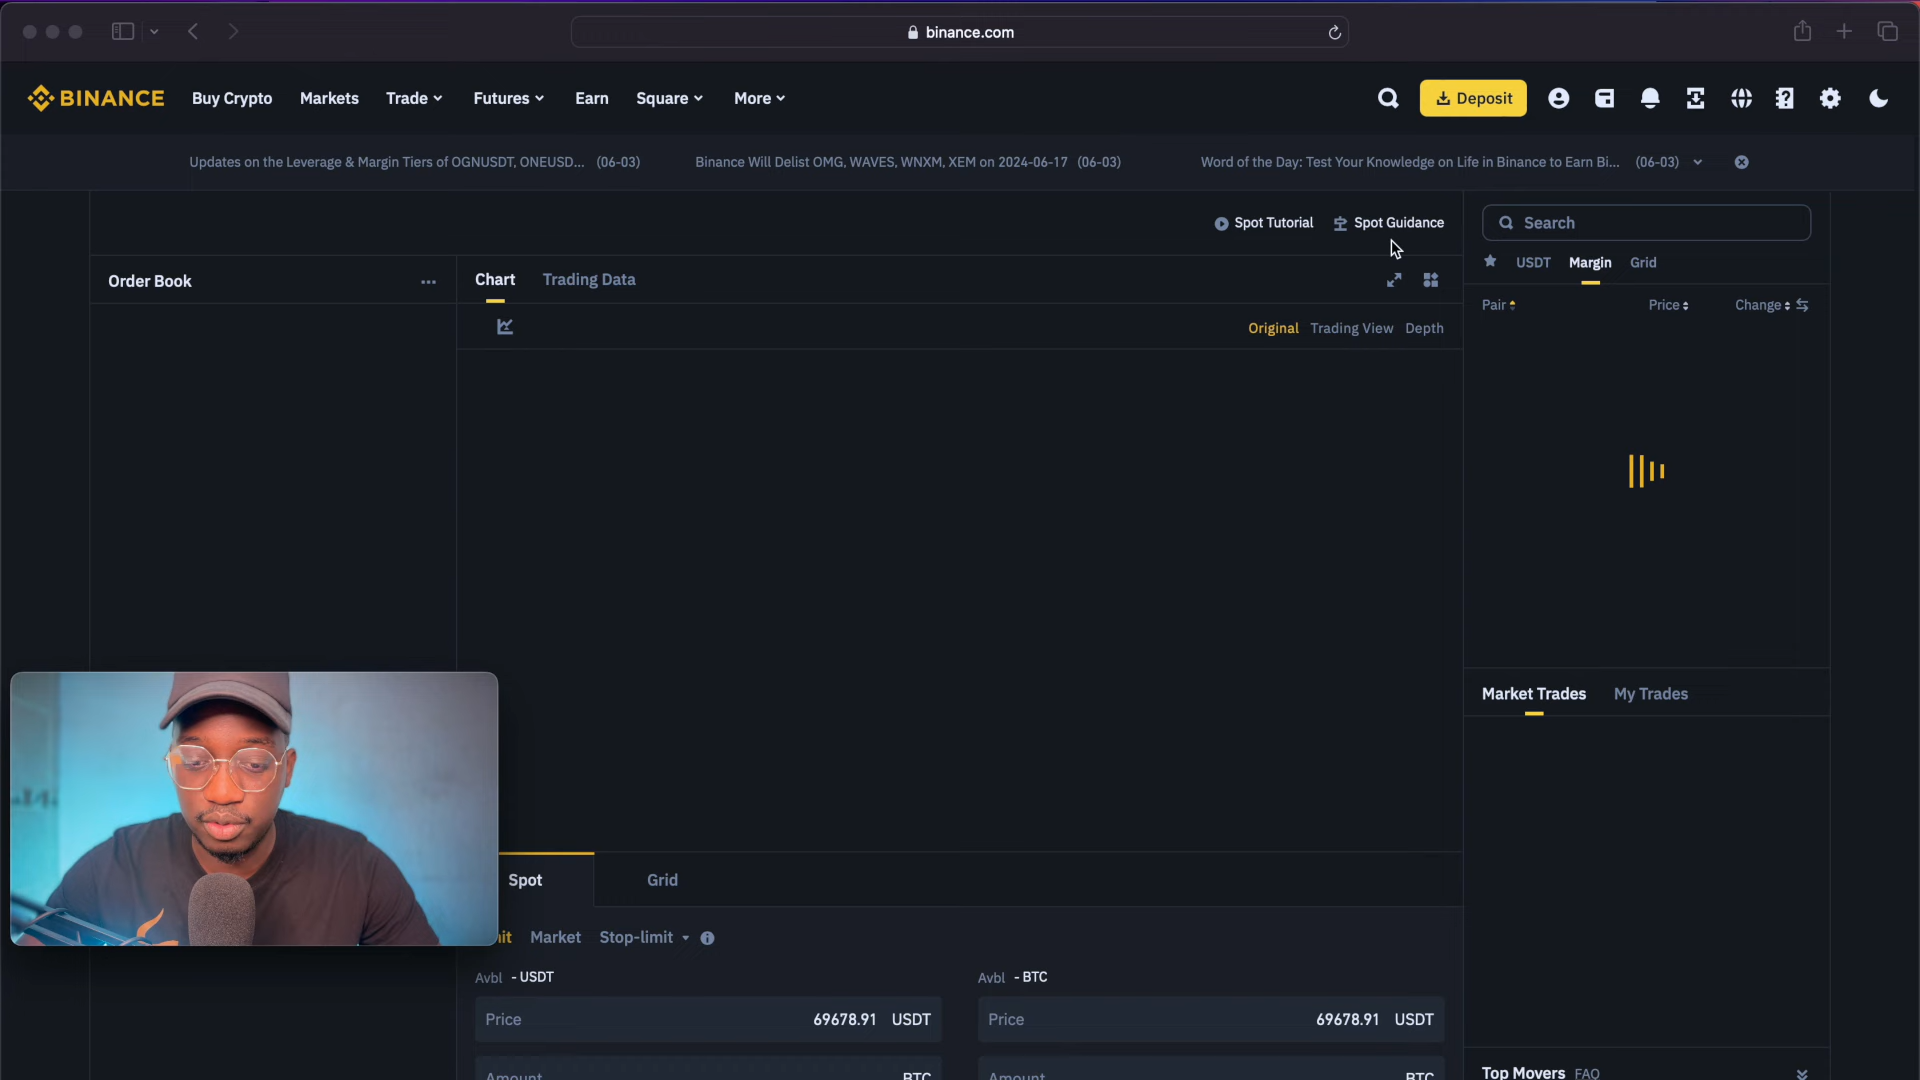 binance.com
BINANCE Buy Crypto Markets Trade Futures Earn Square More Deposit
Updates on the Leverage & Margin Tiers of OGNUSDT, ONEUSD... (06-03) Binance Will Delist OMG, WAVES, WNXM, XEM on 2024-06-17 (06-03) Word of the Day: Test Your Knowledge on Life in Binance to Earn Bi... (06-03)
Spot Tutorial Spot Guidance Search
USDT Margin Grid
Order Book ... Chart Trading Data
Pair Price Change
Original Trading View Depth
Market Trades My Trades
Spot Grid
it Market Stop-limit
Avbl - USDT Avbl - BTC
Price 69678.91 USDT Price 69678.91 USDT
Amount BTC Amount BTC
Top Movers FAQ